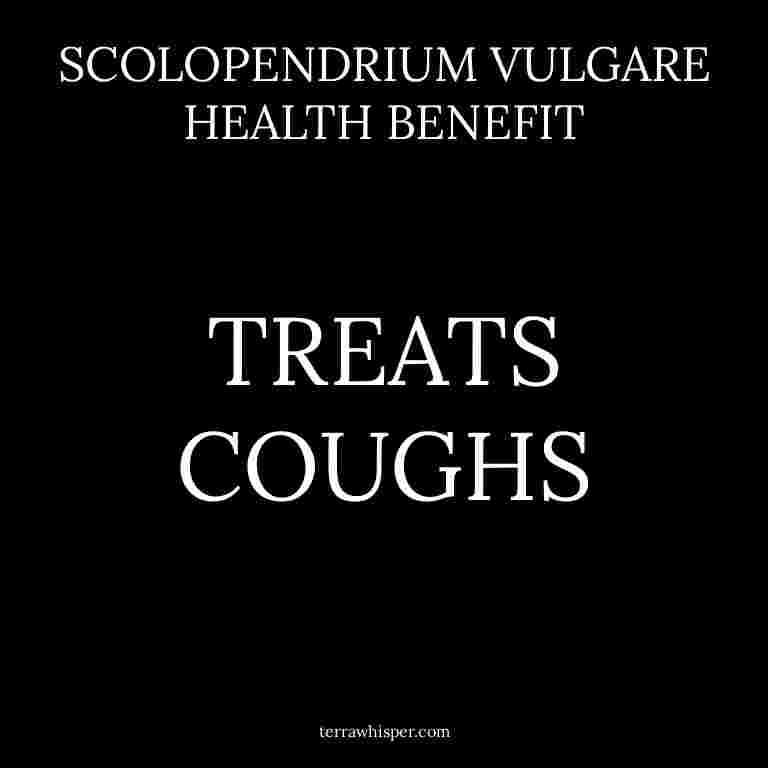 SCOLOPENDRIUM VULGARE
HEALTH BENEFIT
TREATS
COUGHS
terrawhisper.com